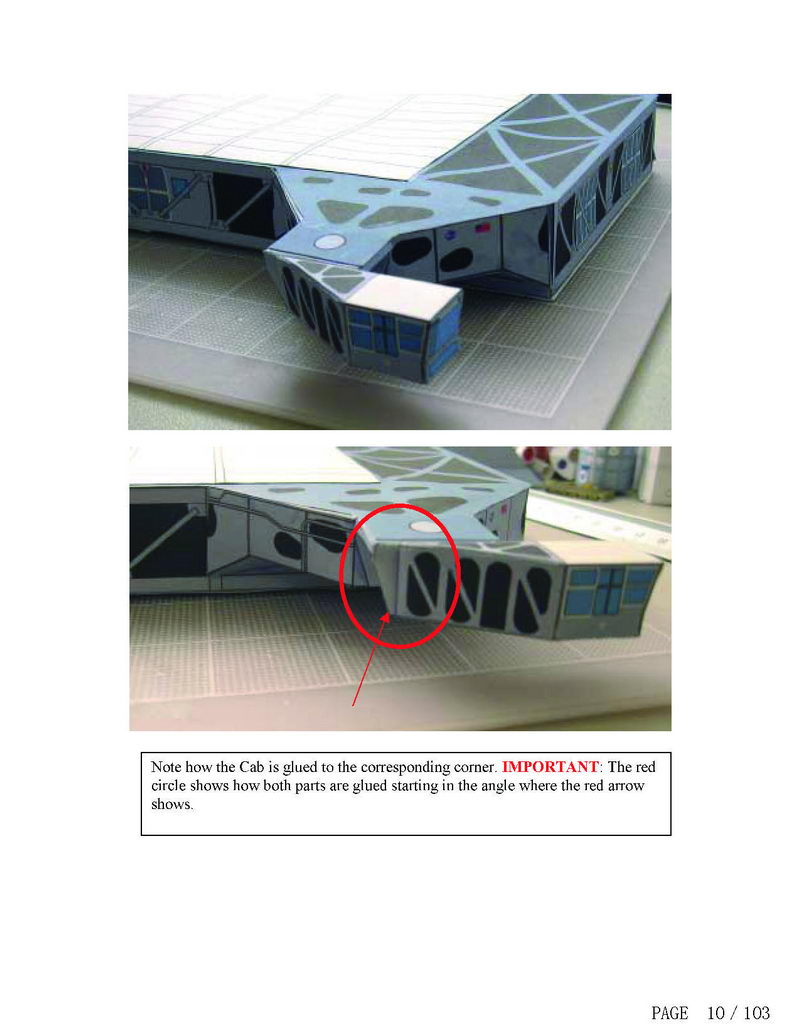 Note how the Cab is glued to the corresponding corner. IMPORTANT: The red
circle shows how both parts are glued starting in the angle where the red arrow
shows.
PAGE 10 / 103